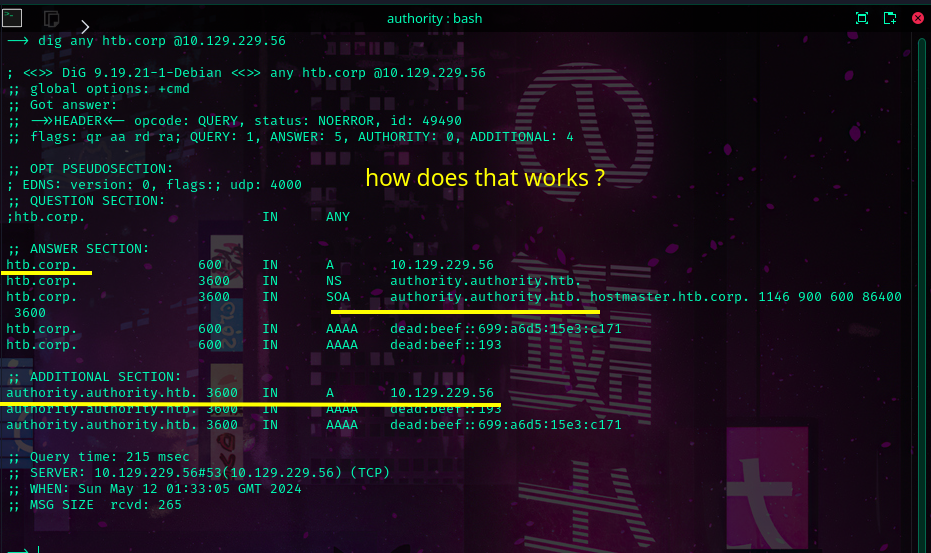 authority : bash
—> dig any htb.corp @10.129.229.56
; <<>> DiG 9.19.21-1-Debian <<>> any htb.corp @10.129.229.56
;; global options: +cmd
;; Got answer:
;; ->>HEADER<<- opcode: QUERY, status: NOERROR, id: 49490
;; flags: qr aa rd ra; QUERY: 1, ANSWER: 5, AUTHORITY: 0, ADDITIONAL: 4
;; OPT PSEUDOSECTION:
how does that works ?
; EDNS: version: 0, flags:; udp: 4000
;; QUESTION SECTION:
;htb.corp. IN ANY
;; ANSWER SECTION:
htb.corp. 600 IN A 10.129.229.56
htb.corp. 3600 IN NS authority.authority.htb.
htb.corp. 3600 IN SOA authority.authority.htb. hostmaster.htb.corp. 1146 900 600 86400
3600
htb.corp. 600 IN AAAA dead:beef::699:a6d5:15e3:c171
htb.corp. 600 IN AAAA dead:beef::193
;; ADDITIONAL SECTION:
authority.authority.htb. 3600 IN A 10.129.229.56
authority.authority.htb. 3600 IN AAAA dead:beef::193
authority.authority.htb. 3600 IN AAAA dead:beef::699:a6d5:15e3:c171
;; Query time: 215 msec
;; SERVER: 10.129.229.56#53(10.129.229.56) (TCP)
;; WHEN: Sun May 12 01:33:05 GMT 2024
;; MSG SIZE rcvd: 265
—>